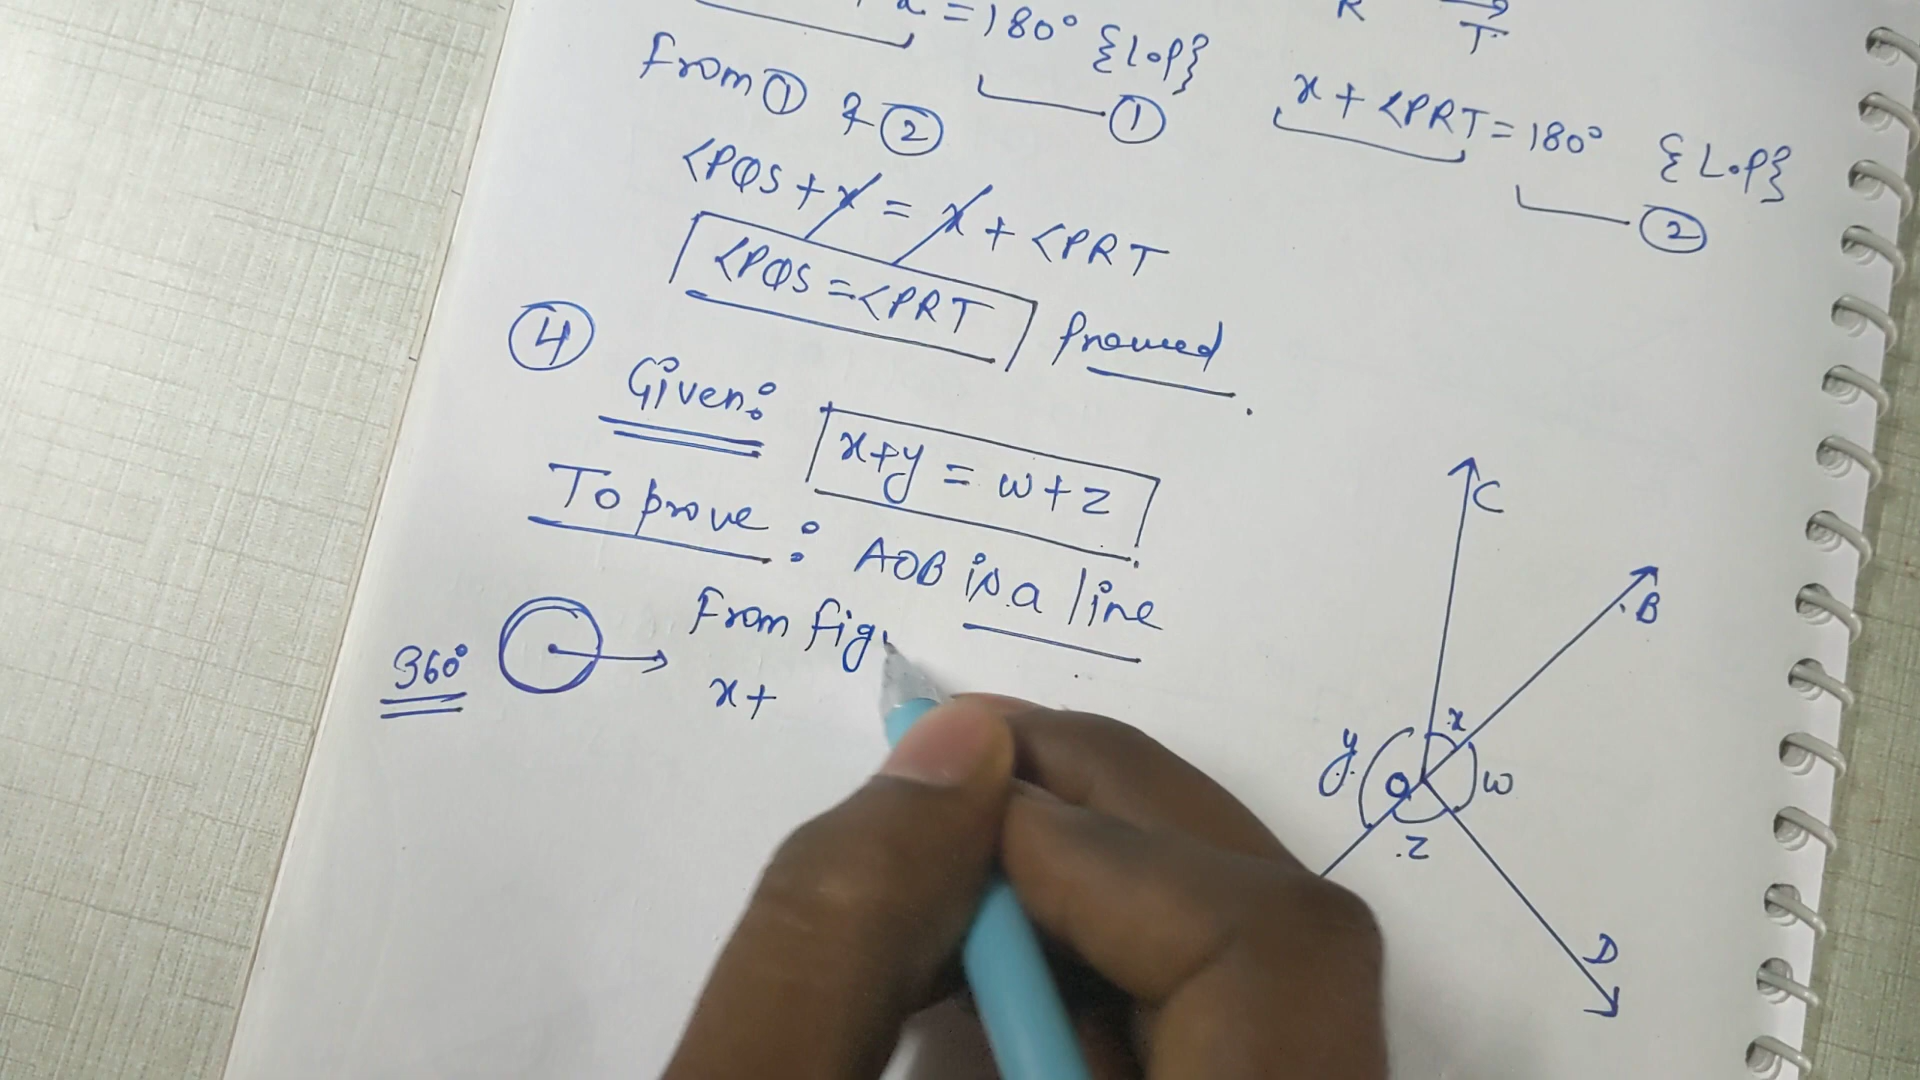 = 180° {L.P}
R T
From ① & ②
①
x + <PRT = 180° {L.P}
②
<PQS + x = x + <PRT
<PQS = <PRT Proved.
④ Given:
x+y = w+z
To prove : AOB is a line
360° From fig
x+
C
B
x
y
O
w
z
D